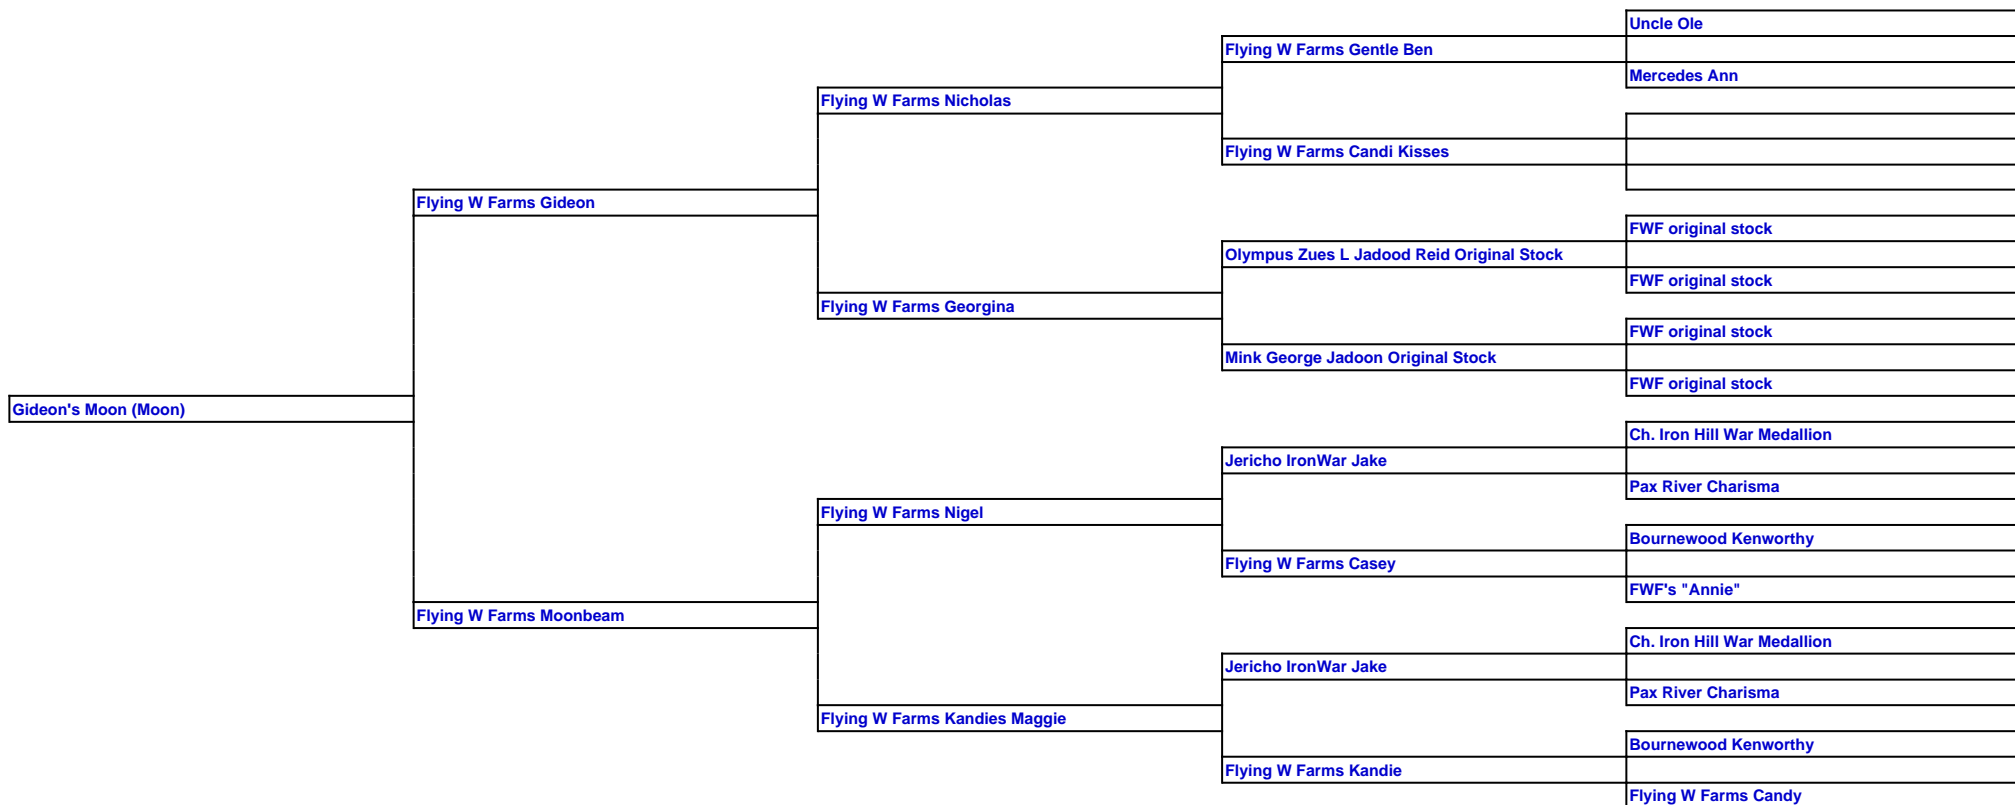 Uncle Ole
Flying W Farms Gentle Ben
Mercedes Ann
Flying W Farms Nicholas
Flying W Farms Candi Kisses
Flying W Farms Gideon
FWF original stock
Olympus Zues L Jadood Reid Original Stock
FWF original stock
Flying W Farms Georgina
FWF original stock
Mink George Jadoon Original Stock
FWF original stock
Gideon's Moon (Moon)
Ch. Iron Hill War Medallion
Jericho IronWar Jake
Pax River Charisma
Flying W Farms Nigel
Bournewood Kenworthy
Flying W Farms Casey
FWF's "Annie"
Flying W Farms Moonbeam
Ch. Iron Hill War Medallion
Jericho IronWar Jake
Pax River Charisma
Flying W Farms Kandies Maggie
Bournewood Kenworthy
Flying W Farms Kandie
Flying W Farms Candy